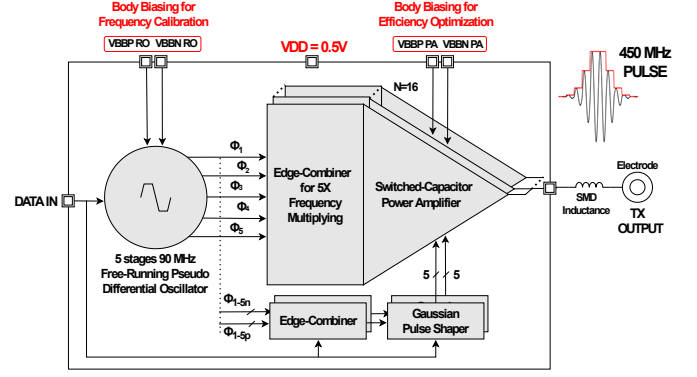 Body Biasing for
Frequency Calibration
VBBP RO VBBN RO
VDD = 0.5V
Body Biasing for
Efficiency Optimization
VBBP PA VBBN PA
450 MHz
PULSE
N=16
Φ1
Φ2
Φ3
Φ4
Φ5
Edge-Combiner
for 5X
Frequency
Multiplying
Switched-Capacitor
Power Amplifier
DATA IN
5 stages 90 MHz
Free-Running Pseudo
Differential Oscillator
SMD
Inductance
Electrode
TX
OUTPUT
5 5
Φ1-5n
Φ1-5p
Edge-Combiner
Gaussian
Pulse Shaper